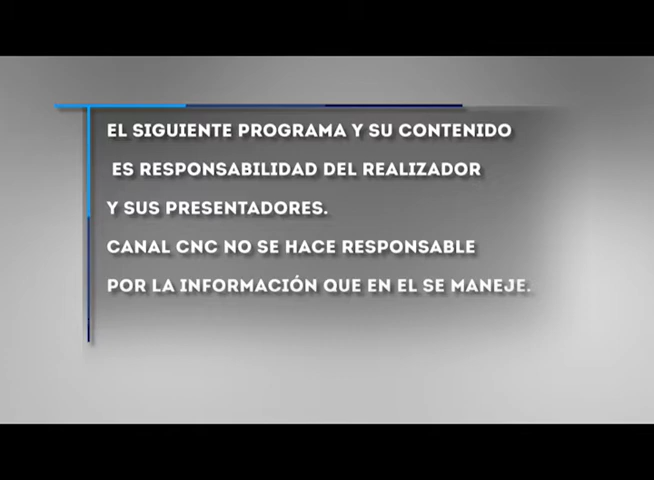 EL SIGUIENTE PROGRAMA Y SU CONTENIDO
ES RESPONSABILIDAD DEL REALIZADOR
Y SUS PRESENTADORES.
CANAL CNC NO SE HACE RESPONSABLE
POR LA INFORMACIÓN QUE EN EL SE MANEJE.